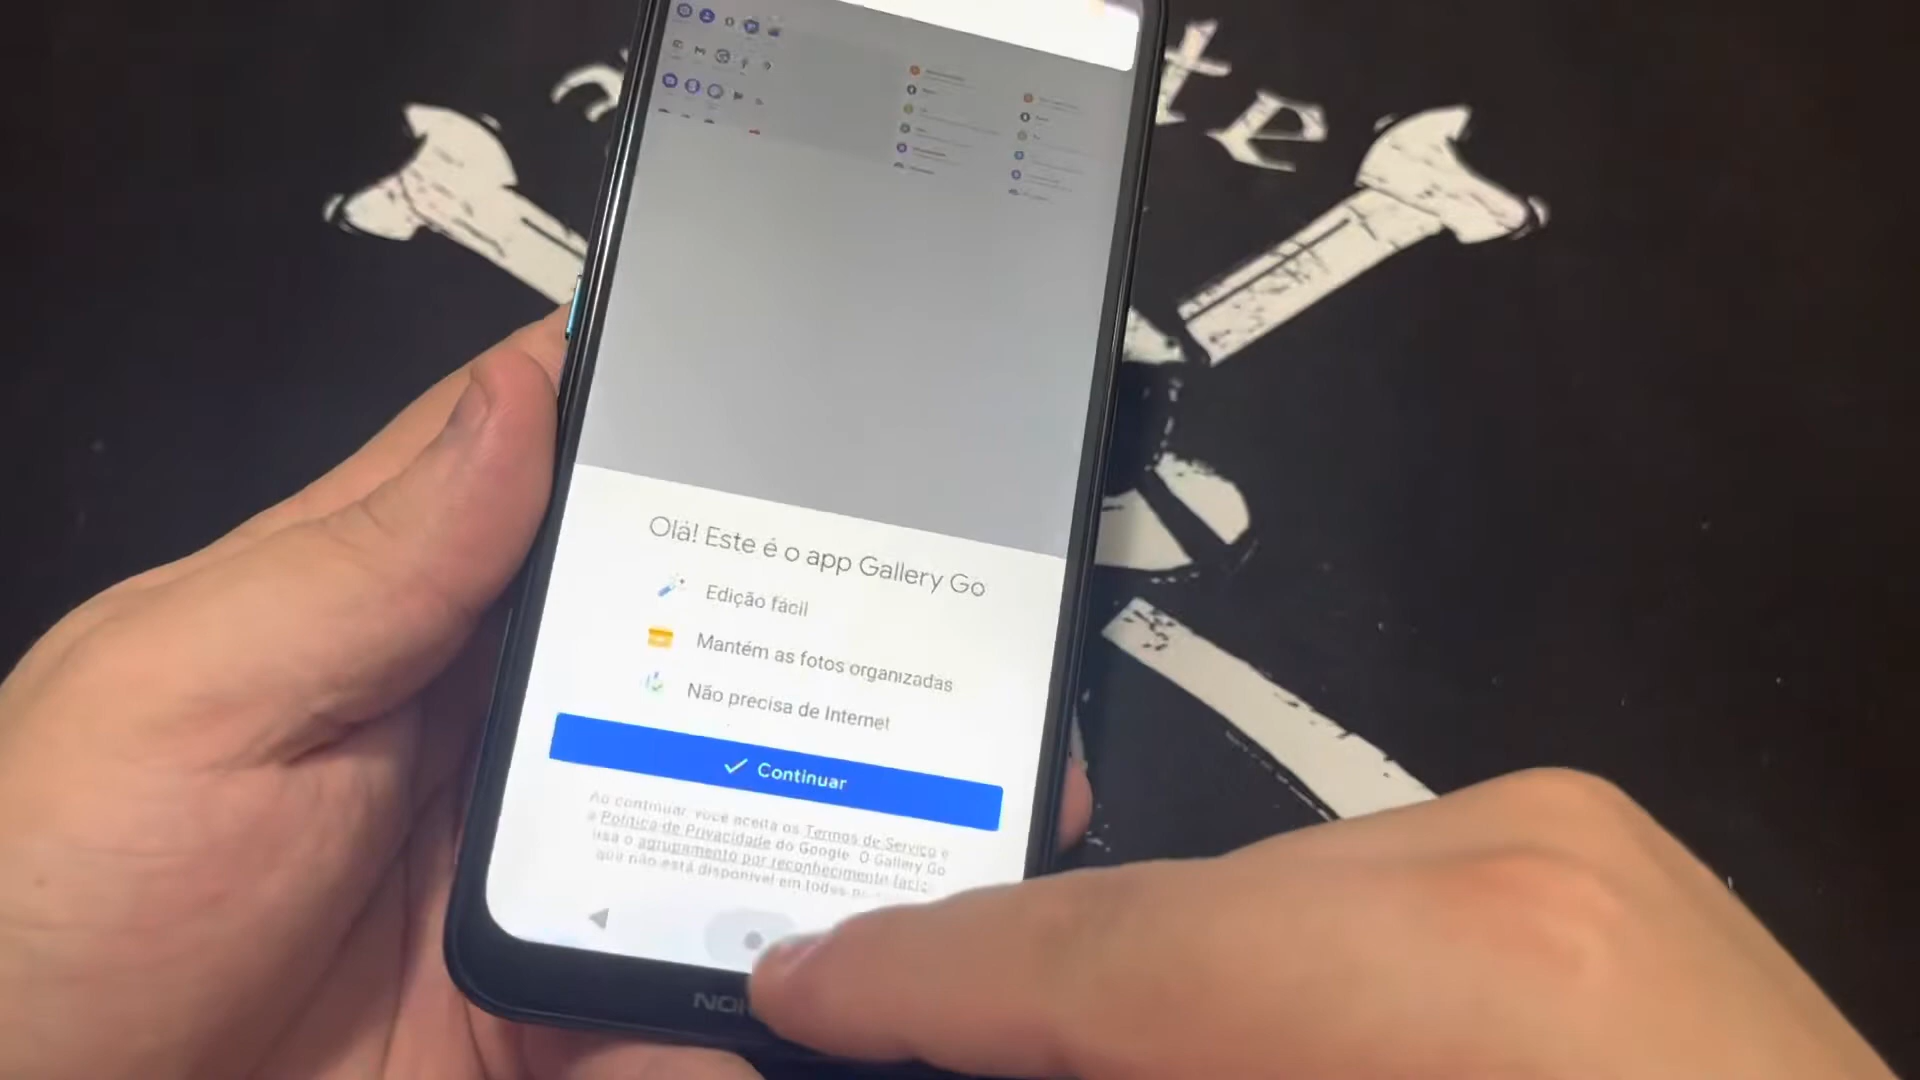 Olá! Este é o app Gallery Go
Edição fácil
Mantém as fotos organizadas
Não precisa de Internet
Continuar
Ao continuar, você aceita os Termos de Serviço e
a Política de Privacidade do Google. O Gallery Go
usa o agrupamento por reconhecimento
que não está disponível em todos